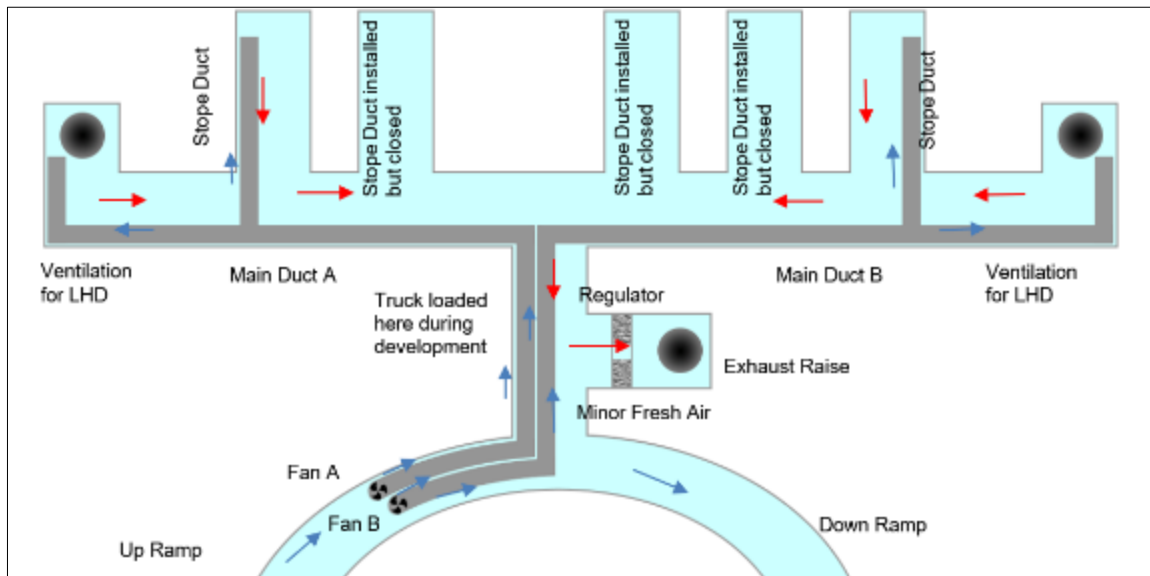 Stope Duct
Stope Duct installed
but closed
Stope Duct installed
but closed
Stope Duct installed
but closed
Stope Duct
Ventilation
for LHD
Main Duct A
Main Duct B
Ventilation
for LHD
Truck loaded
here during
development
Regulator
Exhaust Raise
Minor Fresh Air
Fan A
Fan B
Up Ramp
Down Ramp